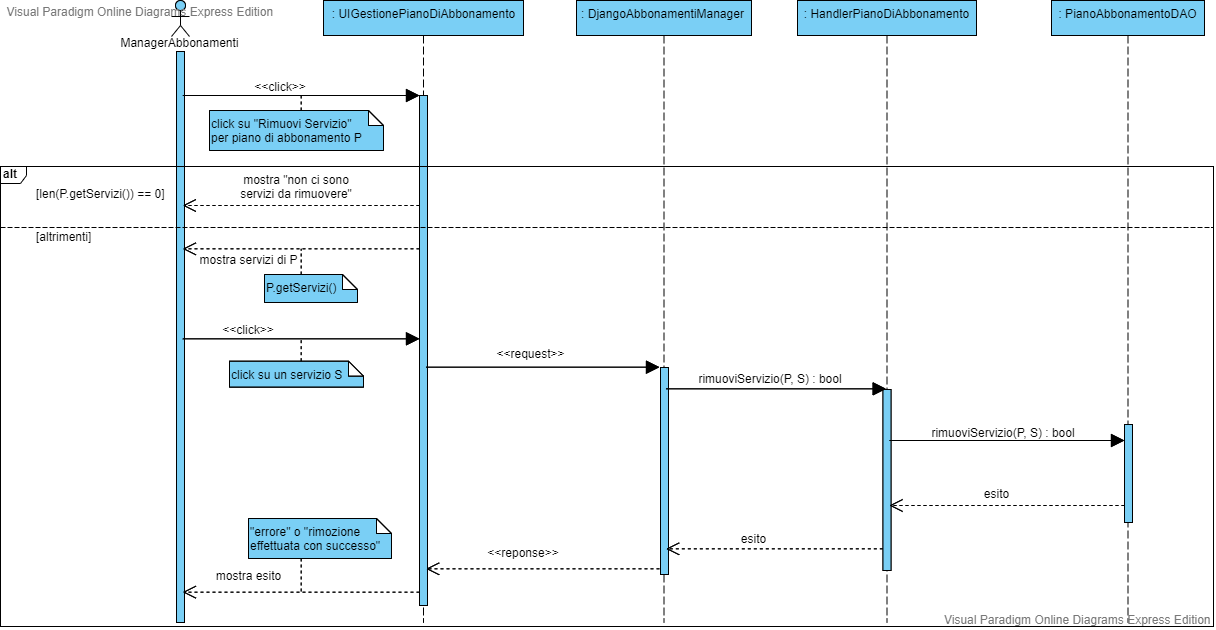 Visual Paradigm Online Diagrams Express Edition
: UIGestionePianoDiAbbonamento
: DjangoAbbonamentiManager
: HandlerPianoDiAbbonamento
: PianoAbbonamentoDAO
ManagerAbbonamenti
<<click>>
click su "Rimuovi Servizio"
per piano di abbonamento P
alt
[len(P.getServizi()) == 0]
mostra "non ci sono
servizi da rimuovere"
[altrimenti]
mostra servizi di P
P.getServizi()
<<click>>
click su un servizio S
<<request>>
rimuoviServizio(P, S) : bool
rimuoviServizio(P, S) : bool
esito
esito
"errore" o "rimozione
effettuata con successo"
<<reponse>>
mostra esito
Visual Paradigm Online Diagrams Express Edition